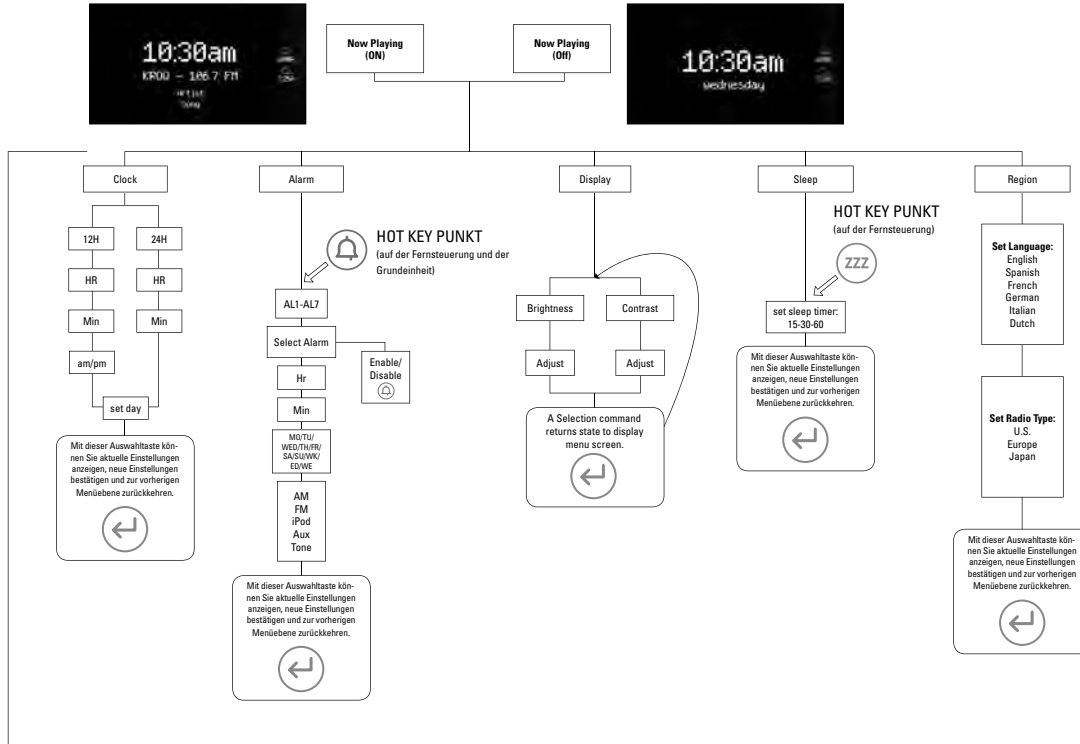 10:30am
KROQ - 106.7 FM
Artist
Song
Now Playing
(ON)
Now Playing
(Off)
10:30am
wednesday
Clock
Alarm
Display
Sleep
Region
12H
24H
HR
HR
Min
Min
am/pm
set day
Mit dieser Auswahltaste kön-
nen Sie aktuelle Einstellungen
anzeigen, neue Einstellungen
bestätigen und zur vorherigen
Menüebene zurückkehren.
HOT KEY PUNKT
(auf der Fernsteuerung und der
Grundeinheit)
AL1-AL7
Select Alarm
Enable/
Disable
Hr
Min
MO/TU/
WED/TH/FR/
SA/SU/WK/
ED/WE
AM
FM
iPod
Aux
Tone
Mit dieser Auswahltaste kön-
nen Sie aktuelle Einstellungen
anzeigen, neue Einstellungen
bestätigen und zur vorherigen
Menüebene zurückkehren.
Brightness
Contrast
Adjust
Adjust
A Selection command
returns state to display
menu screen.
HOT KEY PUNKT
(auf der Fernsteuerung)
ZZZ
set sleep timer:
15-30-60
Mit dieser Auswahltaste kön-
nen Sie aktuelle Einstellungen
anzeigen, neue Einstellungen
bestätigen und zur vorherigen
Menüebene zurückkehren.
Set Language:
English
Spanish
French
German
Italian
Dutch
Set Radio Type:
U.S.
Europe
Japan
Mit dieser Auswahltaste kön-
nen Sie aktuelle Einstellungen
anzeigen, neue Einstellungen
bestätigen und zur vorherigen
Menüebene zurückkehren.